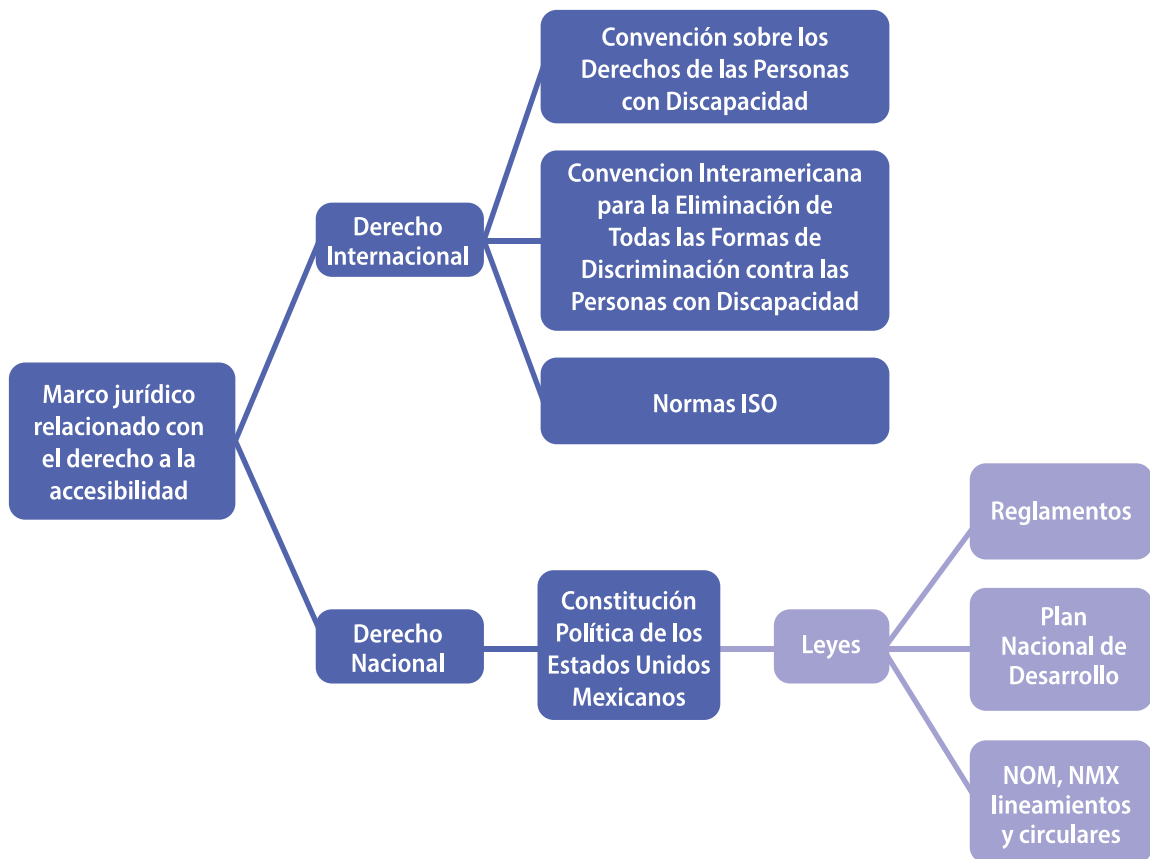 Marco jurídico
relacionado con
el derecho a la
accesibilidad
Derecho
Internacional
Convención sobre los
Derechos de las Personas
con Discapacidad
Convencion Interamericana
para la Eliminación de
Todas las Formas de
Discriminación contra las
Personas con Discapacidad
Normas ISO
Derecho
Nacional
Constitución
Política de los
Estados Unidos
Mexicanos
Leyes
Reglamentos
Plan
Nacional de
Desarrollo
NOM, NMX
lineamientos
y circulares